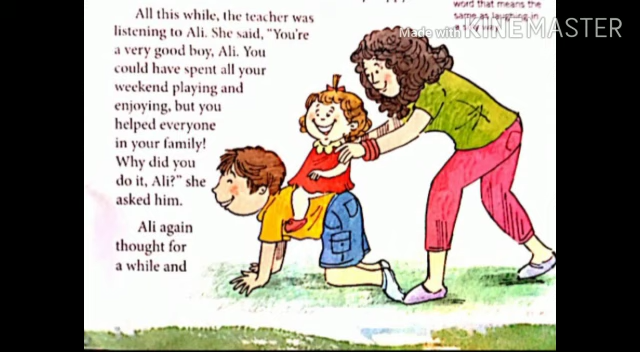 All this while, the teacher was
listening to Ali. She said, "You're
a very good boy, Ali. You
could have spent all your
weekend playing and
enjoying, but you
helped everyone
in your family!
Why did you
do it, Ali?" she
asked him.
Ali again
thought for
a while and
word that means the
same as laughing in
Made with KINEMASTER